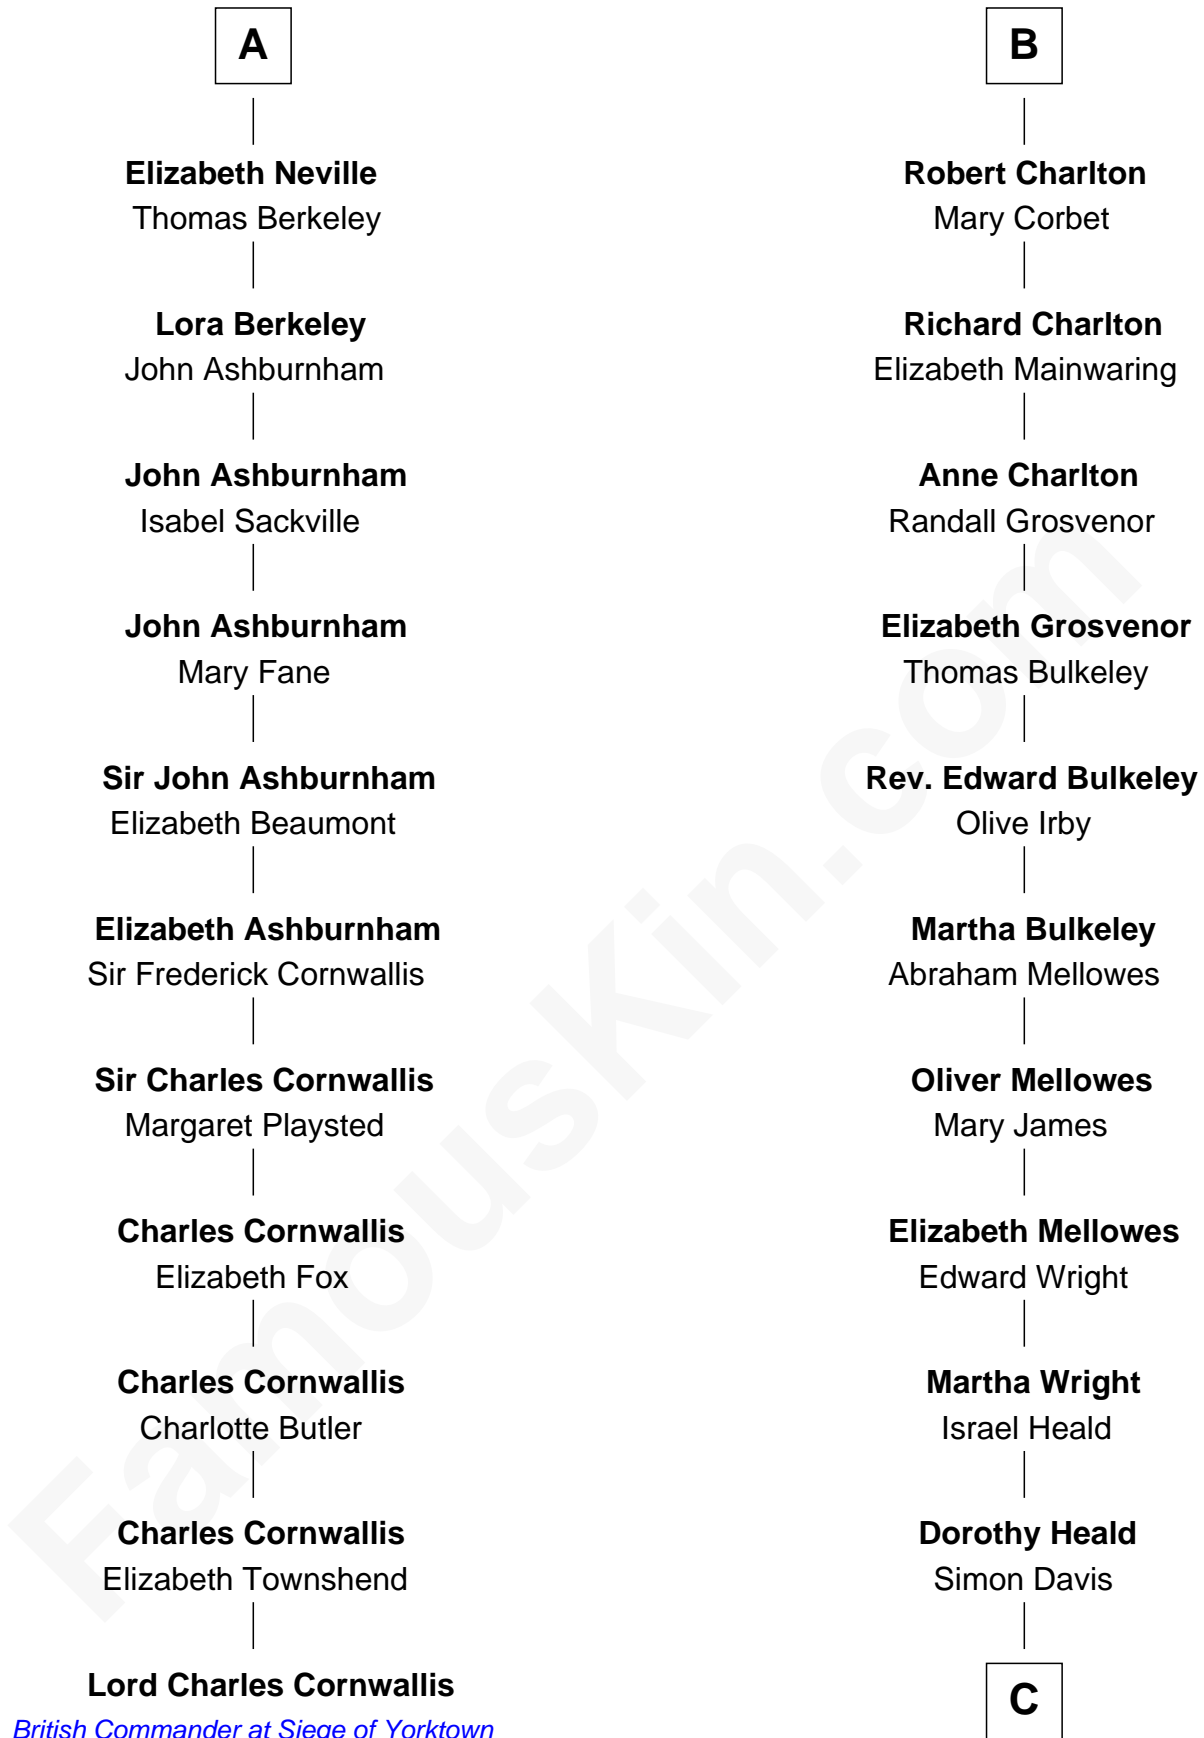 A
Elizabeth Neville
Thomas Berkeley
Lora Berkeley
John Ashburnham
John Ashburnham
Isabel Sackville
John Ashburnham
Mary Fane
Sir John Ashburnham
Elizabeth Beaumont
Elizabeth Ashburnham
Sir Frederick Cornwallis
Sir Charles Cornwallis
Margaret Playsted
Charles Cornwallis
Elizabeth Fox
Charles Cornwallis
Charlotte Butler
Charles Cornwallis
Elizabeth Townshend
Lord Charles Cornwallis
British Commander at Siege of Yorktown
B
Robert Charlton
Mary Corbet
Richard Charlton
Elizabeth Mainwaring
Anne Charlton
Randall Grosvenor
Elizabeth Grosvenor
Thomas Bulkeley
Rev. Edward Bulkeley
Olive Irby
Martha Bulkeley
Abraham Mellowes
Oliver Mellowes
Mary James
Elizabeth Mellowes
Edward Wright
Martha Wright
Israel Heald
Dorothy Heald
Simon Davis
C
FamousKin.com